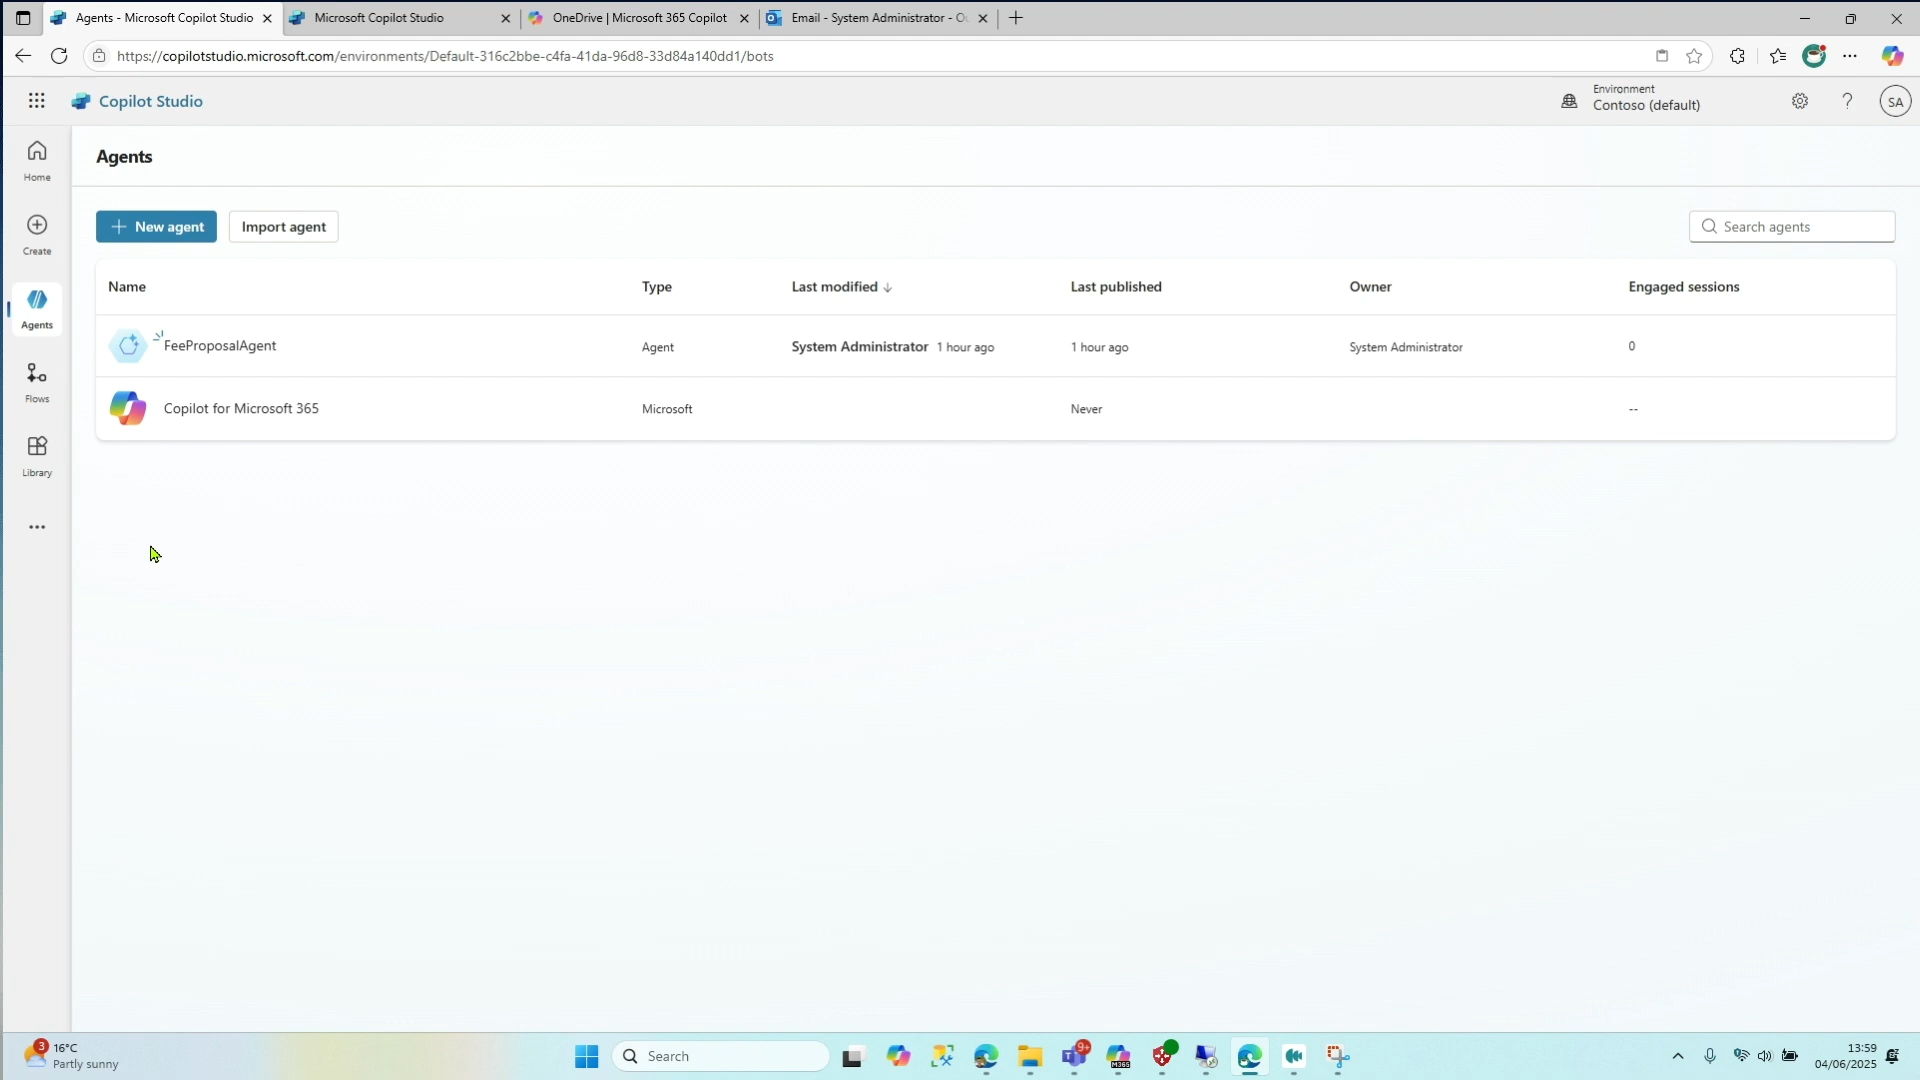 Agents - Microsoft Copilot Studio
Microsoft Copilot Studio
OneDrive | Microsoft 365 Copilot
Email - System Administrator - O
https://copilotstudio.microsoft.com/environments/Default-316c2bbe-c4fa-41da-96d8-33d84a140dd1/bots
Copilot Studio
Environment
Contoso (default)
SA
Home
Create
Agents
Flows
Library
Agents
New agent
Import agent
Search agents
Name Type Last modified Last published Owner Engaged sessions
FeeProposalAgent Agent System Administrator 1 hour ago 1 hour ago System Administrator 0
Copilot for Microsoft 365 Microsoft Never --
3
16°C
Partly sunny
Search
9+
M365
13:59
04/06/2025